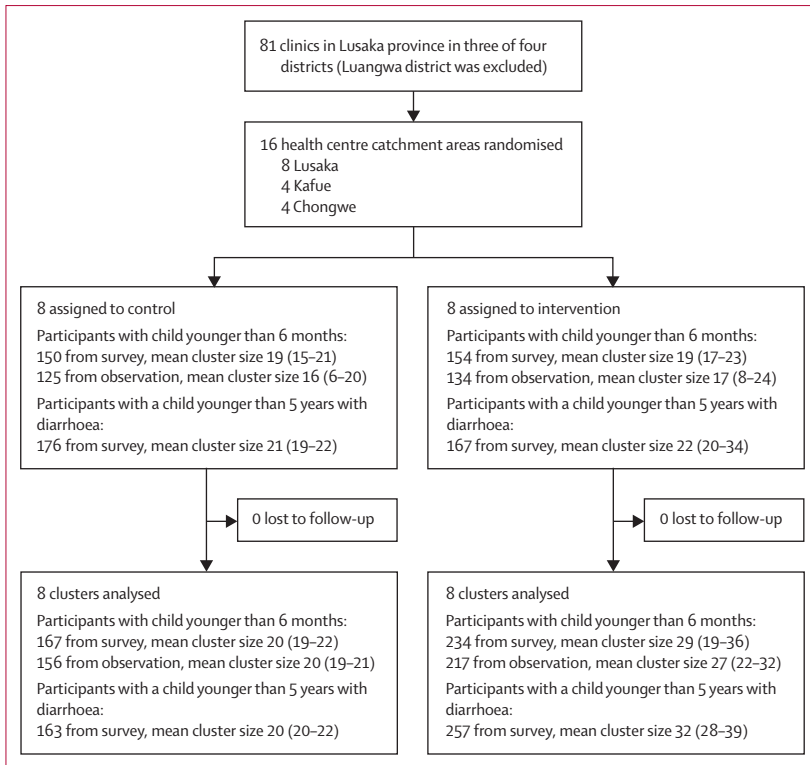 81 clinics in Lusaka province in three of four
districts (Luangwa district was excluded)
16 health centre catchment areas randomised
8 Lusaka
4 Kafue
4 Chongwe
8 assigned to control
Participants with child younger than 6 months:
150 from survey, mean cluster size 19 (15–21)
125 from observation, mean cluster size 16 (6–20)
Participants with a child younger than 5 years with
diarrhoea:
176 from survey, mean cluster size 21 (19–22)
8 assigned to intervention
Participants with child younger than 6 months:
154 from survey, mean cluster size 19 (17–23)
134 from observation, mean cluster size 17 (8–24)
Participants with a child younger than 5 years with
diarrhoea:
167 from survey, mean cluster size 22 (20–34)
0 lost to follow-up
0 lost to follow-up
8 clusters analysed
Participants with child younger than 6 months:
167 from survey, mean cluster size 20 (19–22)
156 from observation, mean cluster size 20 (19–21)
Participants with a child younger than 5 years with
diarrhoea:
163 from survey, mean cluster size 20 (20–22)
8 clusters analysed
Participants with child younger than 6 months:
234 from survey, mean cluster size 29 (19–36)
217 from observation, mean cluster size 27 (22–32)
Participants with a child younger than 5 years with
diarrhoea:
257 from survey, mean cluster size 32 (28–39)